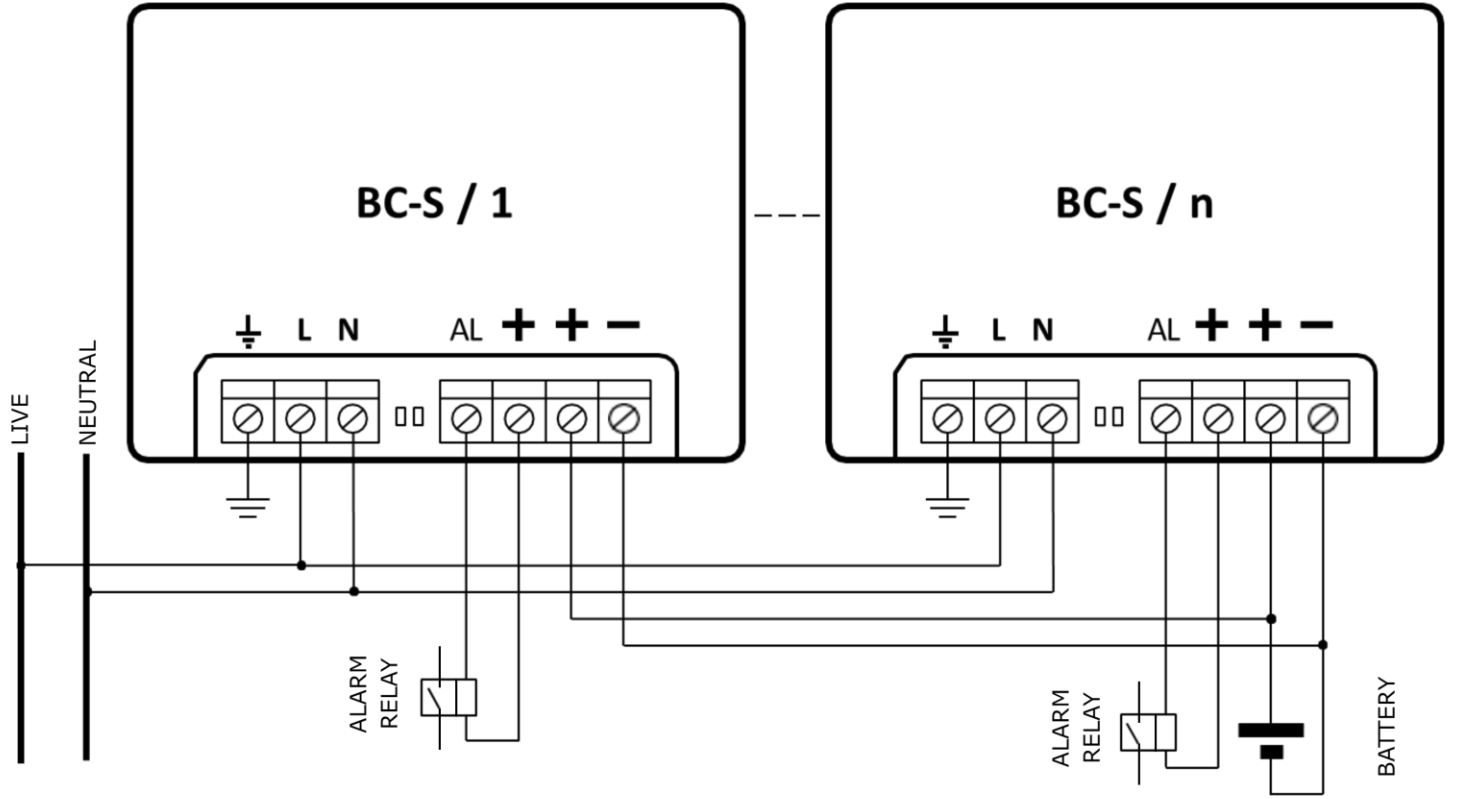 BC-S / 1
BC-S / n
L N AL + + −
L N AL + + −
LIVE
NEUTRAL
ALARM
RELAY
ALARM
RELAY
BATTERY